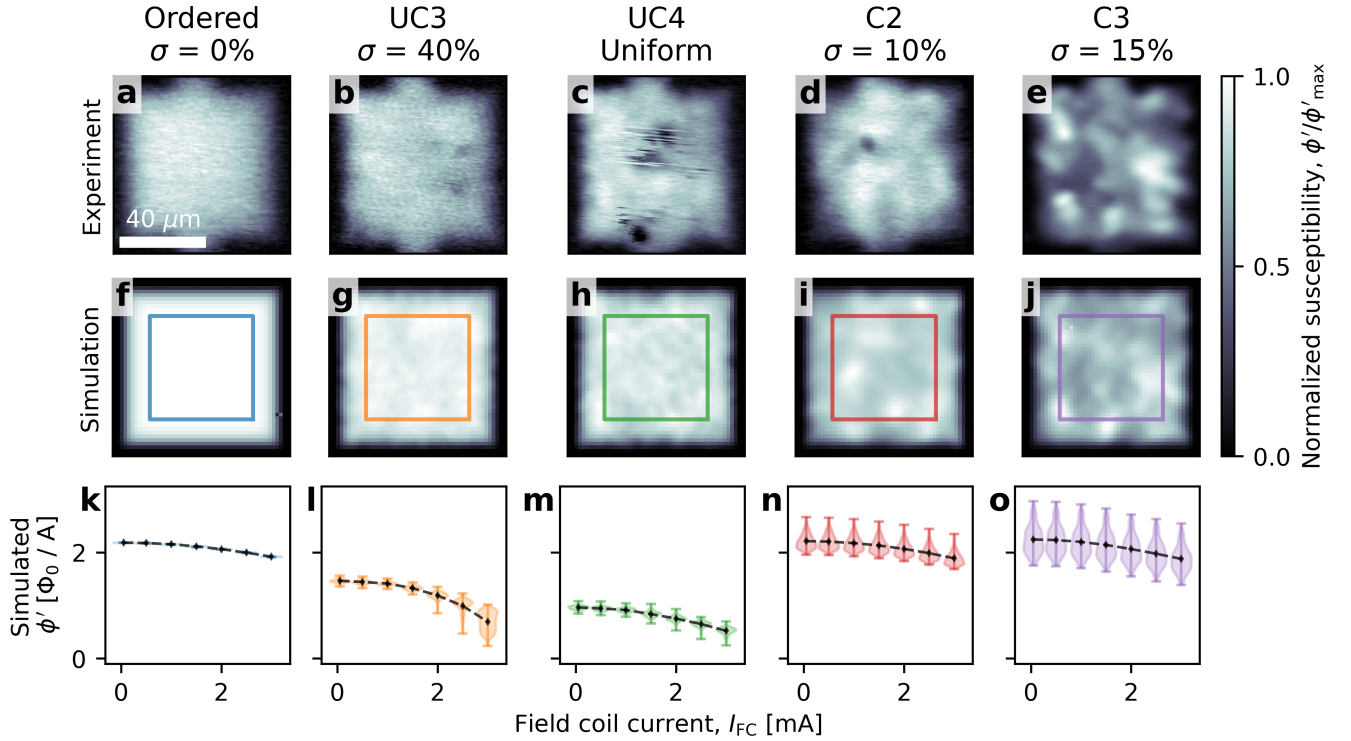 Ordered UC3 UC4 C2 C3
σ = 0% σ = 40% Uniform σ = 10% σ = 15%
Experiment
a b c d e
40 μm
1.0
0.5
0.0
Normalized susceptibility, ϕ′/ϕ′max
Simulation
f g h i j
k l m n o
Simulated
ϕ′ [Φ0 / A]
2
0
0 2 0 2 0 2 0 2 0 2
Field coil current, IFC [mA]